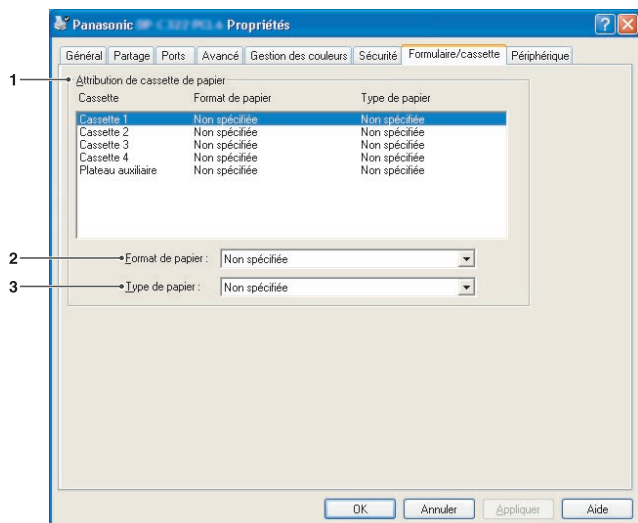 Panasonic Propriétés
Général Partage Ports Avancé Gestion des couleurs Sécurité Formulaire/cassette Périphérique
1 Attribution de cassette de papier
Cassette Format de papier Type de papier
Cassette 1 Non spécifiée Non spécifiée
Cassette 2 Non spécifiée Non spécifiée
Cassette 3 Non spécifiée Non spécifiée
Cassette 4 Non spécifiée Non spécifiée
Plateau auxiliaire Non spécifiée Non spécifiée
2 Format de papier : Non spécifiée
3 Type de papier : Non spécifiée
OK Annuler Appliquer Aide